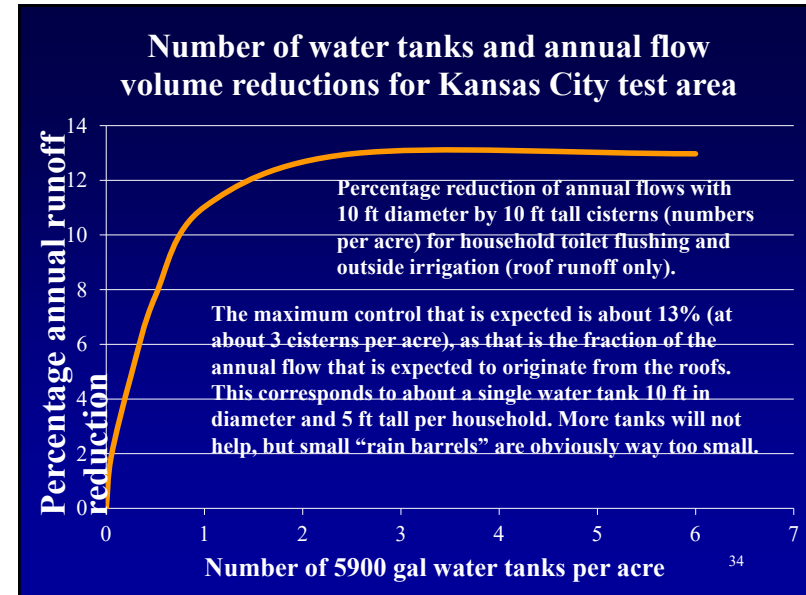 Number of water tanks and annual flow
volume reductions for Kansas City test area
Percentage annual runoff
reduction
14
12
10
8
6
4
2
0
Percentage reduction of annual flows with
10 ft diameter by 10 ft tall cisterns (numbers
per acre) for household toilet flushing and
outside irrigation (roof runoff only).
The maximum control that is expected is about 13% (at
about 3 cisterns per acre), as that is the fraction of the
annual flow that is expected to originate from the roofs.
This corresponds to about a single water tank 10 ft in
diameter and 5 ft tall per household. More tanks will not
help, but small “rain barrels” are obviously way too small.
0 1 2 3 4 5 6 7
Number of 5900 gal water tanks per acre
34